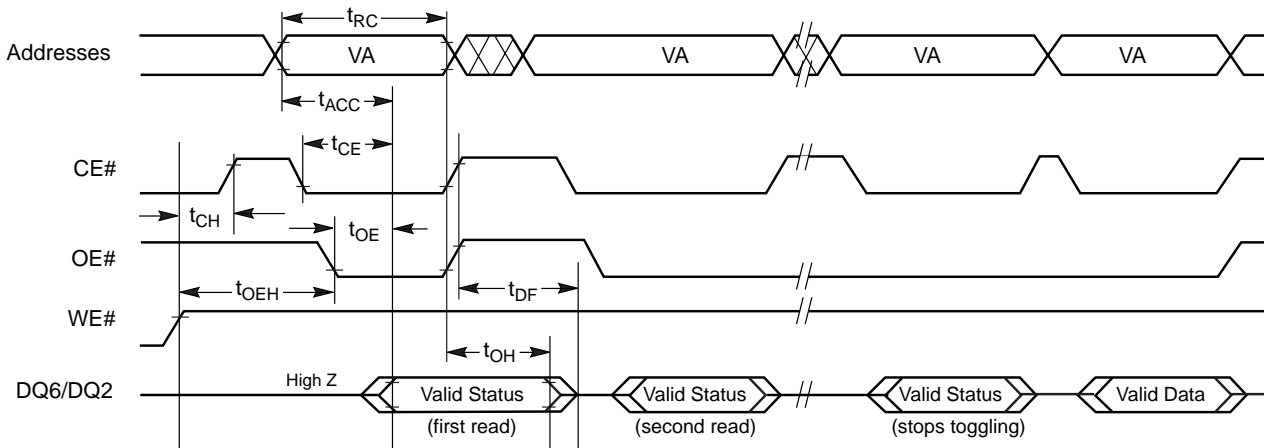 tRC
Addresses VA VA VA VA
tACC
tCE
CE#
tCH tOE
OE#
tOEH tDF
WE#
tOH
DQ6/DQ2 High Z Valid Status Valid Status Valid Status Valid Data
(first read) (second read) (stops toggling)